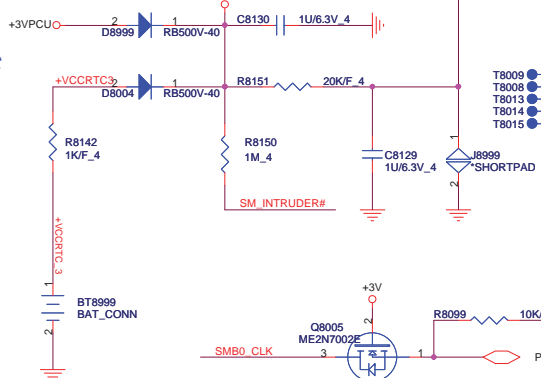 +3VPCU
2
1
D8999
RB500V-40
C8130
1U/6.3V_4
+VCCRTC3
2
1
D8004
RB500V-40
R8151
20K/F_4
T8009
T8008
T8013
T8014
T8015
R8142
1K/F_4
R8150
1M_4
C8129
1U/6.3V_4
1
J8999
*SHORTPAD
2
SM_INTRUDER#
+VCCRTC_3
1
BT8999
BAT_CONN
2
+3V
2
Q8005
ME2N7002E
R8099
10K/
SMB0_CLK
3
1
P